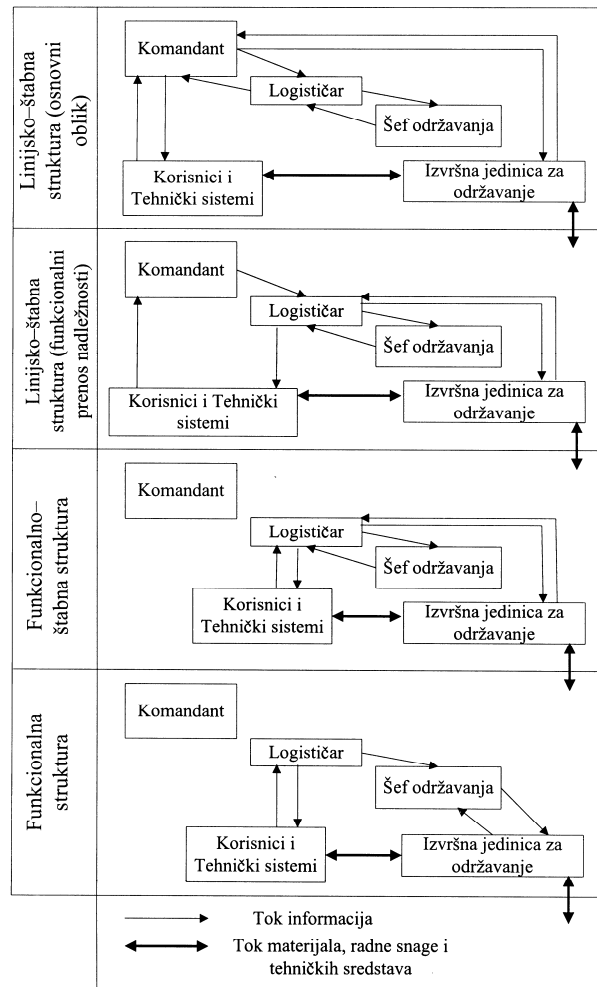 Linijsko–štabna
struktura (osnovni
oblik)
Komandant
Logističar
Šef održavanja
Korisnici i
Tehnički sistemi
Izvršna jedinica za
održavanje
Linijsko–štabna
struktura (funkcionalni
prenos nadležnosti)
Komandant
Logističar
Šef održavanja
Korisnici i Tehnički
sistemi
Izvršna jedinica za
održavanje
Funkcionalno–
štabna struktura
Komandant
Logističar
Šef održavanja
Korisnici i
Tehnički sistemi
Izvršna jedinica za
održavanje
Funkcionalna
struktura
Komandant
Logističar
Šef održavanja
Korisnici i
Tehnički sistemi
Izvršna jedinica za
održavanje
Tok informacija
Tok materijala, radne snage i
tehničkih sredstava